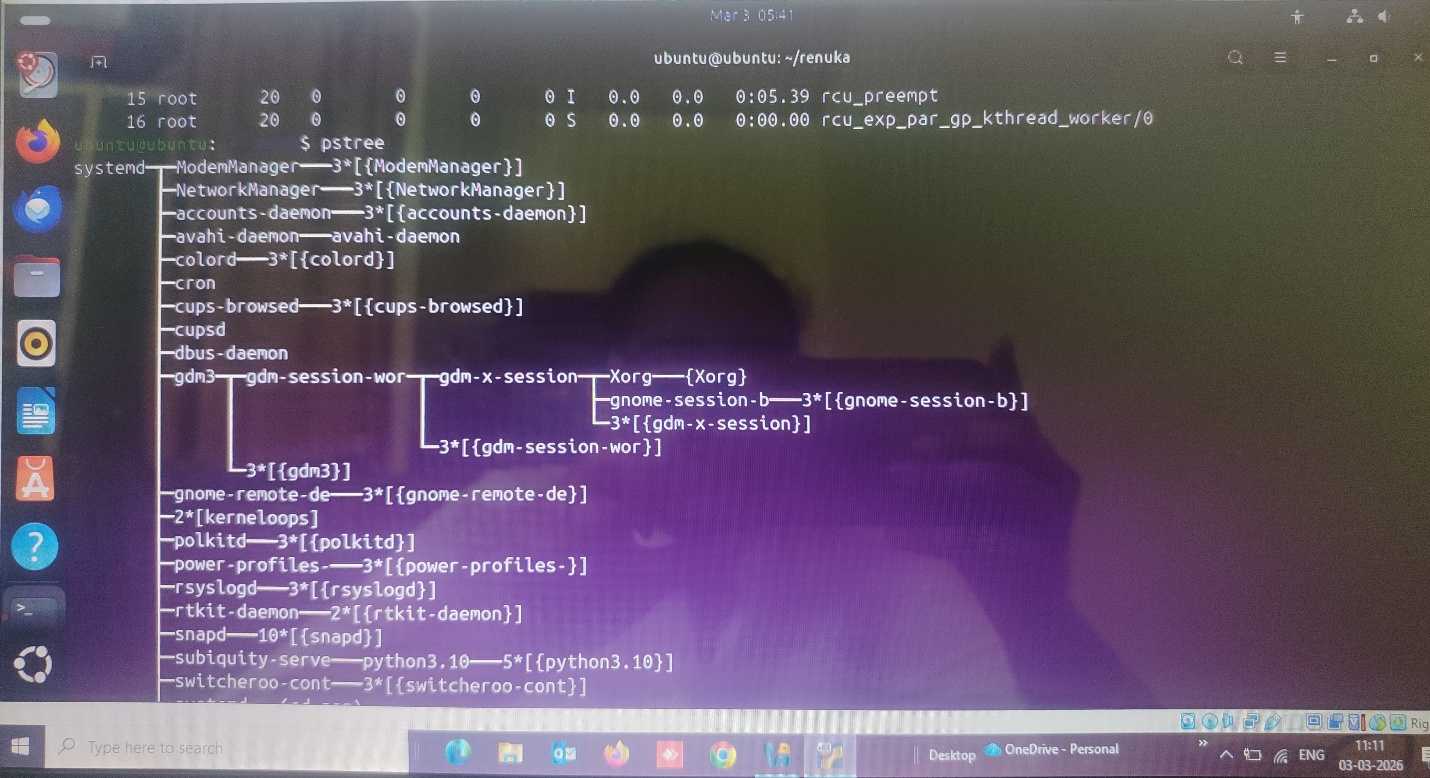 Mar 3 05:41
ubuntu@ubuntu: ~/renuka
15 root 20 0 0 0 0 I 0.0 0.0 0:05.39 rcu_preempt
16 root 20 0 0 0 0 S 0.0 0.0 0:00.00 rcu_exp_par_gp_kthread_worker/0
ubuntu@ubuntu: $ pstree
systemd─┬─ModemManager───3*[{ModemManager}]
├─NetworkManager───3*[{NetworkManager}]
├─accounts-daemon───3*[{accounts-daemon}]
├─avahi-daemon───avahi-daemon
├─colord───3*[{colord}]
├─cron
├─cups-browsed───3*[{cups-browsed}]
├─cupsd
├─dbus-daemon
├─gdm3─┬─gdm-session-wor─┬─gdm-x-session─┬─Xorg───{Xorg}
├─gnome-session-b───3*[{gnome-session-b}]
└─3*[{gdm-x-session}]
└─3*[{gdm-session-wor}]
└─3*[{gdm3}]
├─gnome-remote-de───3*[{gnome-remote-de}]
├─2*[kerneloops]
├─polkitd───3*[{polkitd}]
├─power-profiles-───3*[{power-profiles-}]
├─rsyslogd───3*[{rsyslogd}]
├─rtkit-daemon───2*[{rtkit-daemon}]
├─snapd───10*[{snapd}]
├─subiquity-serve───python3.10───5*[{python3.10}]
├─switcheroo-cont───3*[{switcheroo-cont}]
Rig
Type here to search
Desktop
OneDrive - Personal
ENG
11:11
03-03-2026